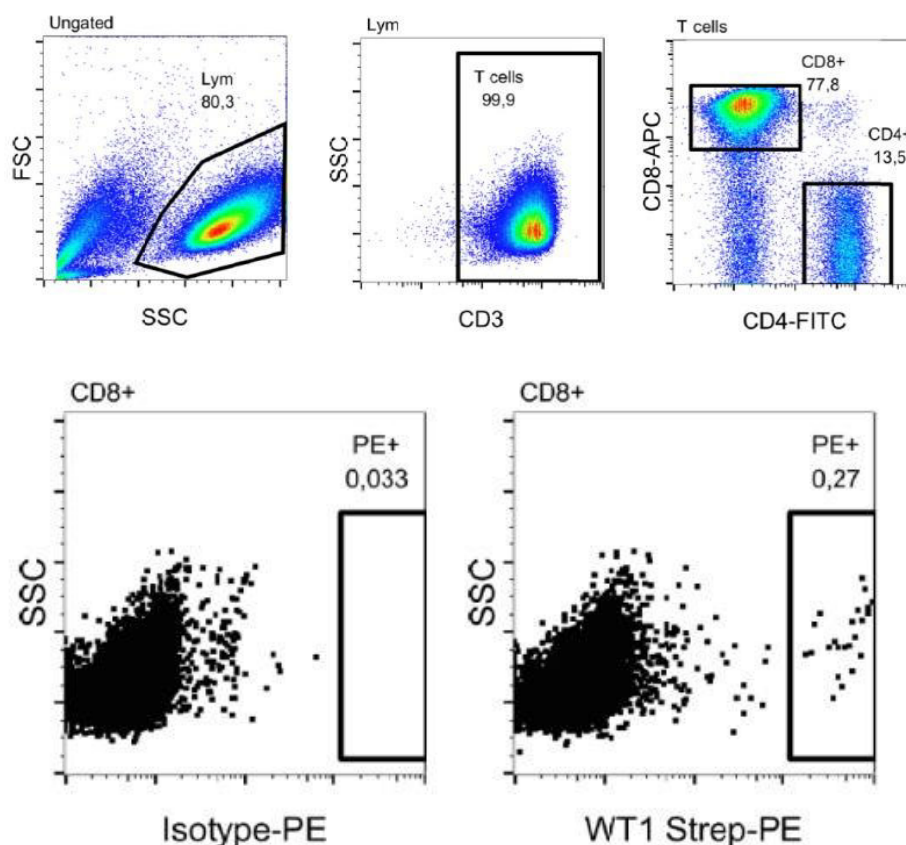 Ungated
Lym
80,3
FSC
SSC
Lym
T cells
99,9
SSC
CD3
T cells
CD8+
77,8
CD4+
13,5
CD8-APC
CD4-FITC
CD8+
PE+
0,033
SSC
Isotype-PE
CD8+
PE+
0,27
SSC
WT1 Strep-PE